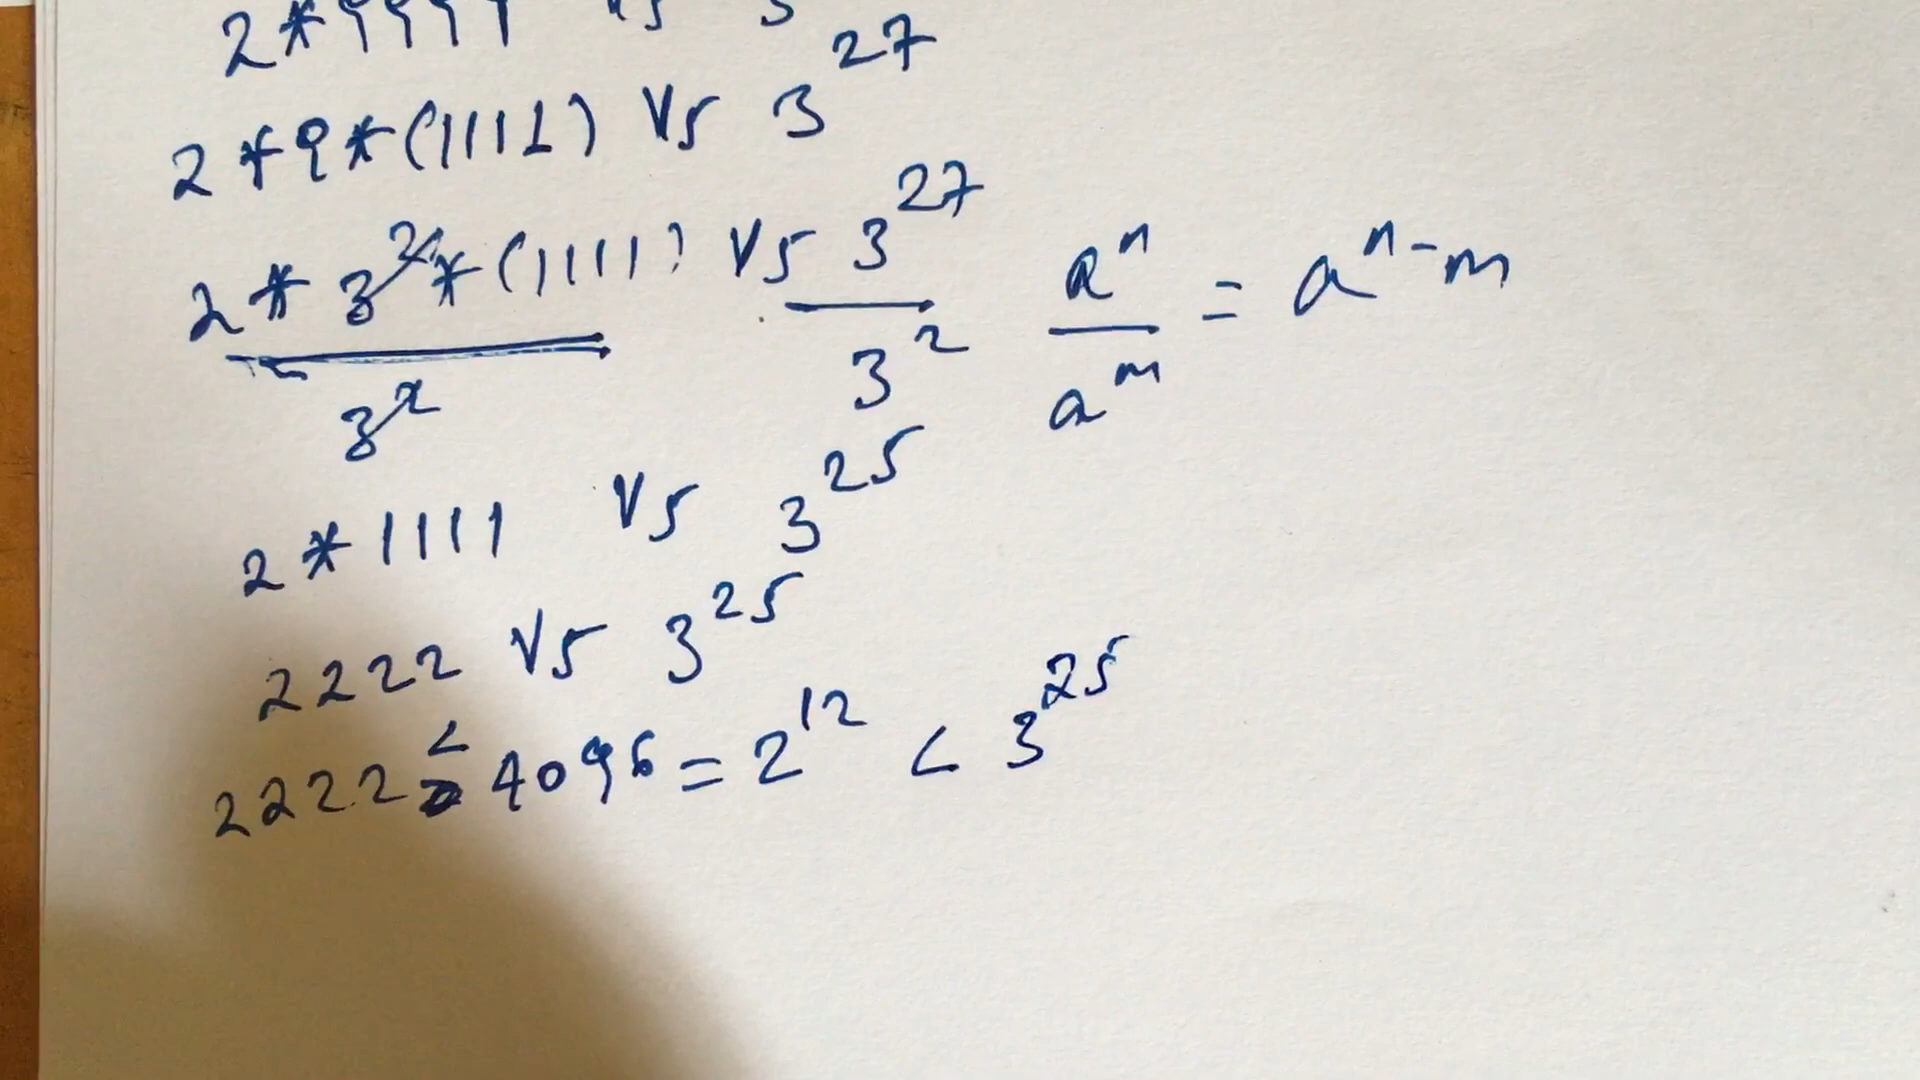 2*9999 Vs 3
2*9*(1111) Vs 3^27
2*3^2*(1111) Vs 3^27 a^n = a^n-m
3^2 3^2 a^m
2*1111 Vs 3^25
2222 Vs 3^25
2222 < 4096 = 2^12 < 3^25